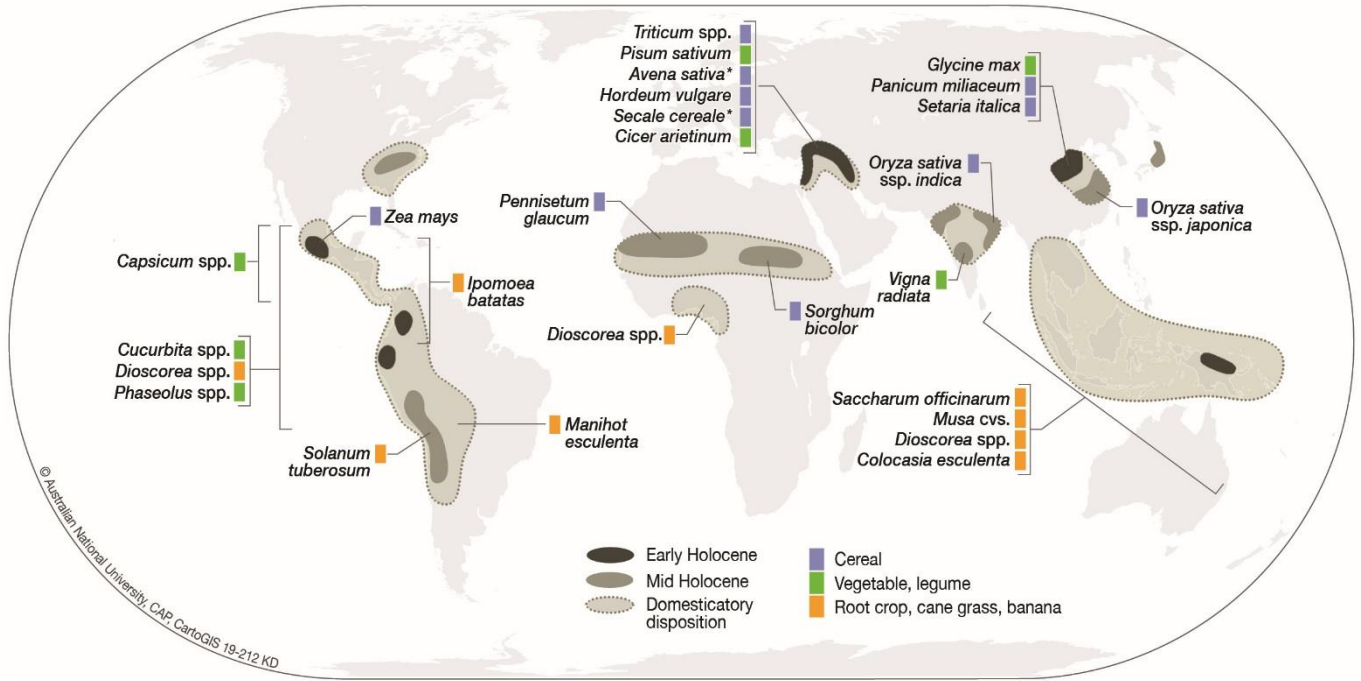 Triticum spp.
Pisum sativum
Avena sativa*
Hordeum vulgare
Secale cereale*
Cicer arietinum
Glycine max
Panicum miliaceum
Setaria italica
Oryza sativa
ssp. indica
Oryza sativa
ssp. japonica
Pennisetum
glaucum
Zea mays
Capsicum spp.
Ipomoea
batatas
Vigna
radiata
Sorghum
bicolor
Dioscorea spp.
Cucurbita spp.
Dioscorea spp.
Phaseolus spp.
Solanum
tuberosum
Manihot
esculenta
Saccharum officinarum
Musa cvs.
Dioscorea spp.
Colocasia esculenta
Early Holocene
Mid Holocene
Domesticatory
disposition
Cereal
Vegetable, legume
Root crop, cane grass, banana
© Australian National University, CAP, CartoGIS 19-212 KD